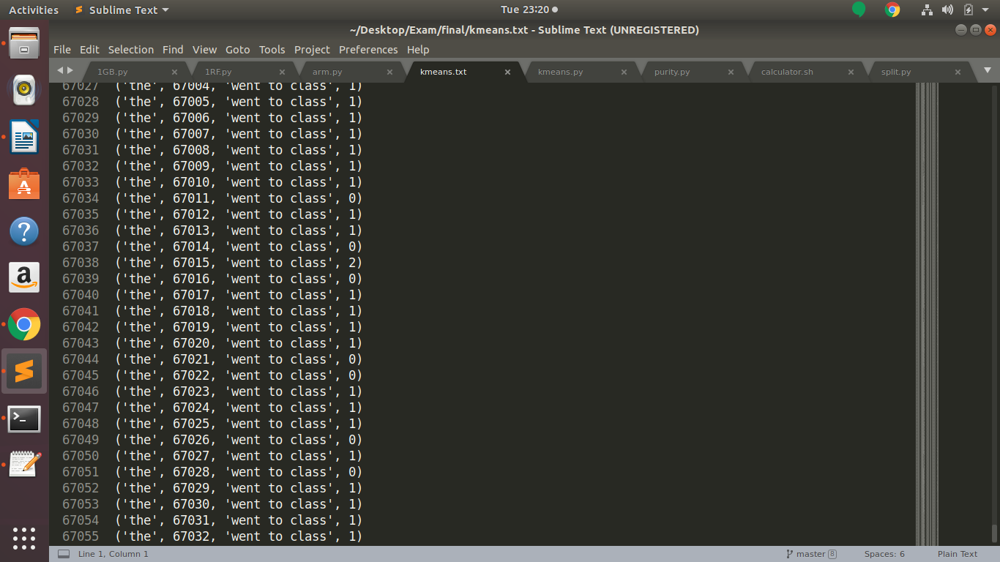 Activities Sublime Text Tue 23:20
~/Desktop/Exam/final/kmeans.txt - Sublime Text (UNREGISTERED)
File Edit Selection Find View Goto Tools Project Preferences Help
1GB.py 1RF.py arm.py kmeans.txt kmeans.py purity.py calculator.sh split.py
67027 ('the', 67004, 'went to class', 1)
67028 ('the', 67005, 'went to class', 1)
67029 ('the', 67006, 'went to class', 1)
67030 ('the', 67007, 'went to class', 1)
67031 ('the', 67008, 'went to class', 1)
67032 ('the', 67009, 'went to class', 1)
67033 ('the', 67010, 'went to class', 1)
67034 ('the', 67011, 'went to class', 0)
67035 ('the', 67012, 'went to class', 1)
67036 ('the', 67013, 'went to class', 1)
67037 ('the', 67014, 'went to class', 0)
67038 ('the', 67015, 'went to class', 2)
67039 ('the', 67016, 'went to class', 0)
67040 ('the', 67017, 'went to class', 1)
67041 ('the', 67018, 'went to class', 1)
67042 ('the', 67019, 'went to class', 1)
67043 ('the', 67020, 'went to class', 1)
67044 ('the', 67021, 'went to class', 0)
67045 ('the', 67022, 'went to class', 0)
67046 ('the', 67023, 'went to class', 1)
67047 ('the', 67024, 'went to class', 1)
67048 ('the', 67025, 'went to class', 1)
67049 ('the', 67026, 'went to class', 0)
67050 ('the', 67027, 'went to class', 1)
67051 ('the', 67028, 'went to class', 0)
67052 ('the', 67029, 'went to class', 1)
67053 ('the', 67030, 'went to class', 1)
67054 ('the', 67031, 'went to class', 1)
67055 ('the', 67032, 'went to class', 1)
Line 1, Column 1 master 8 Spaces: 6 Plain Text